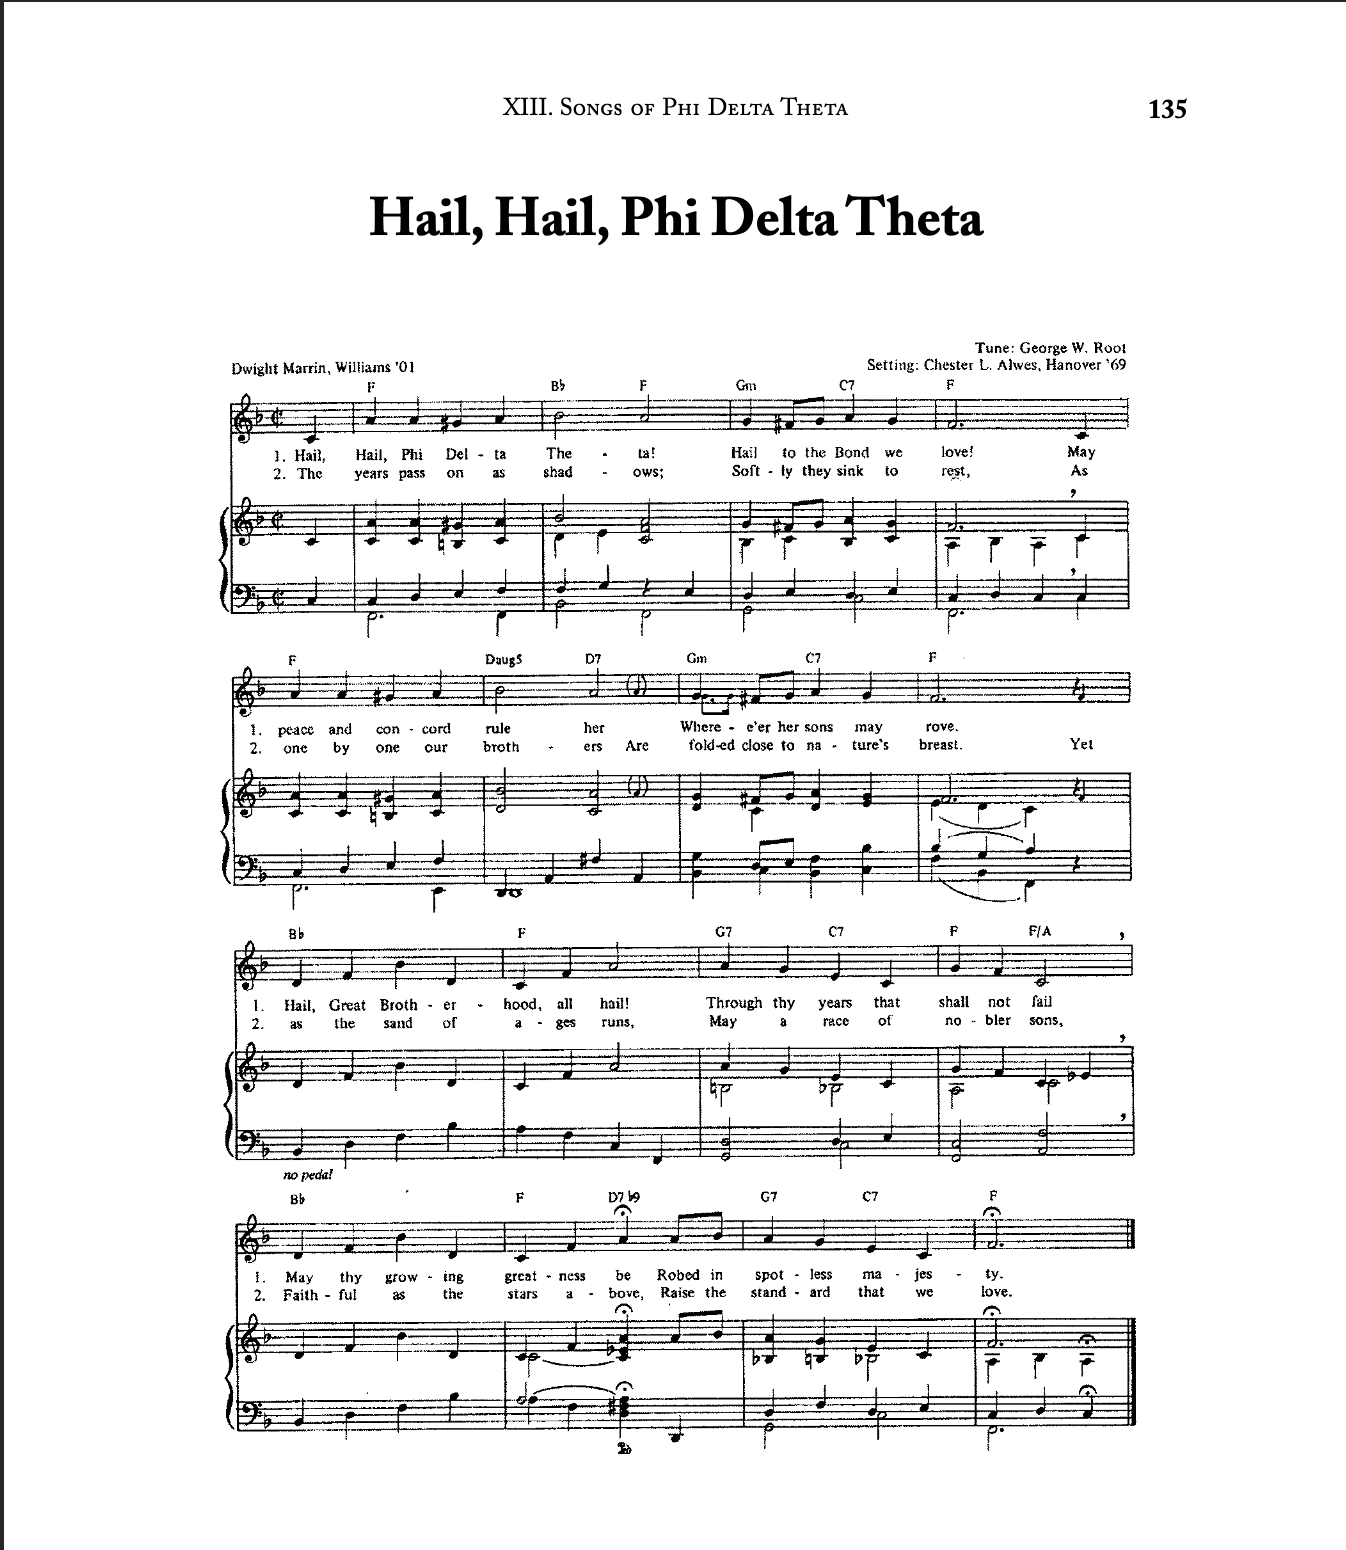 XIII. Songs of Phi Delta Theta 135
Hail, Hail, Phi Delta Theta
Tune: George W. Root
Dwight Marrin, Williams '01 Setting: Chester L. Alwes, Hanover '69
F B♭ F Gm C7 F
1. Hail, Hail, Phi Del - ta The - ta! Hail to the Bond we love! May
2. The years pass on as shad - ows; Soft - ly they sink to rest, As
F Daug5 D7 Gm C7 F
1. peace and con - cord rule her Where - e'er her sons may rove.
2. one by one our broth - ers Are fold-ed close to na - ture's breast. Yet
B♭ F G7 C7 F F/A
1. Hail, Great Broth - er - hood, all hail! Through thy years that shall not fail
2. as the sand of a - ges runs, May a race of no - bler sons,
no pedal
B♭ F D7♭9 G7 C7 F
1. May thy grow - ing great - ness be Robed in spot - less ma - jes - ty.
2. Faith - ful as the stars a - bove, Raise the stand - ard that we love.